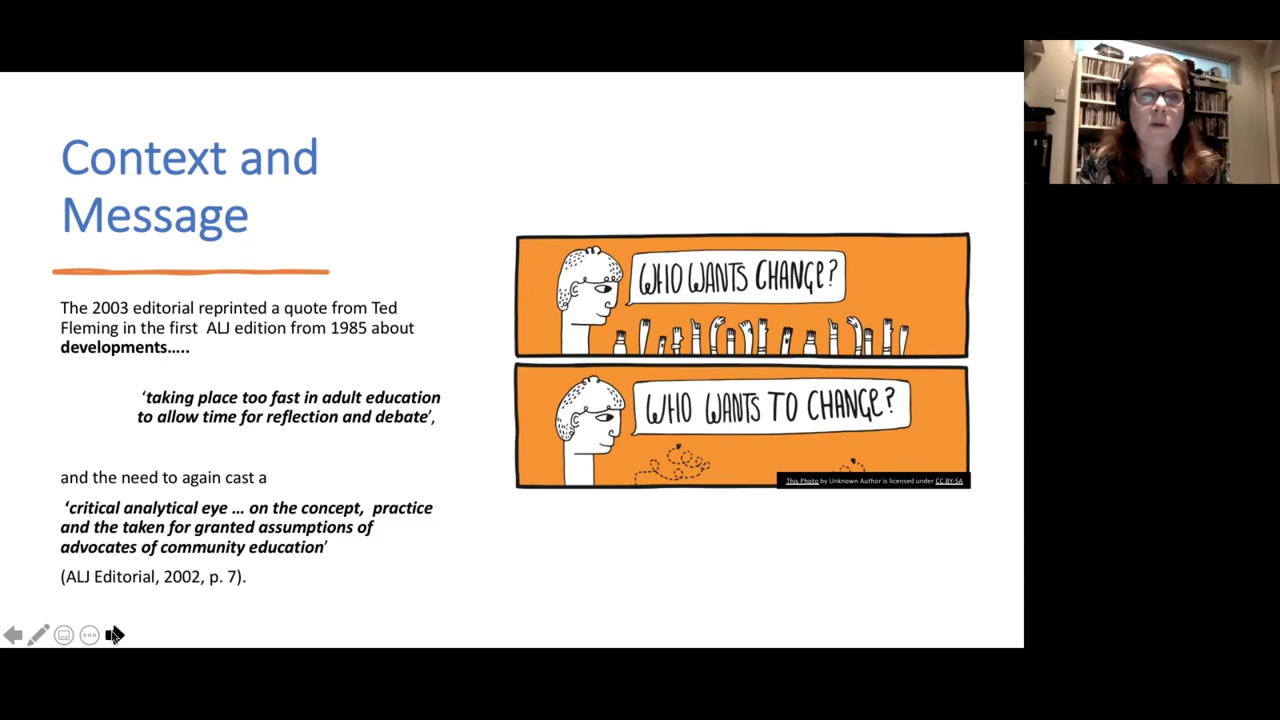 Context and
Message
The 2003 editorial reprinted a quote from Ted
Fleming in the first ALJ edition from 1985 about
developments…..
‘taking place too fast in adult education
to allow time for reflection and debate’,
and the need to again cast a
‘critical analytical eye … on the concept, practice
and the taken for granted assumptions of
advocates of community education’
(ALJ Editorial, 2002, p. 7).
WHO WANTS CHANGE?
WHO WANTS TO CHANGE?
This Photo by Unknown Author is licensed under CC BY-SA